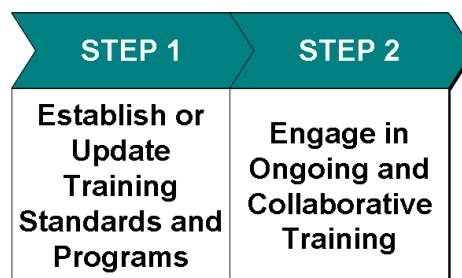 STEP 1
Establish or
Update
Training
Standards and
Programs
STEP 2
Engage in
Ongoing and
Collaborative
Training